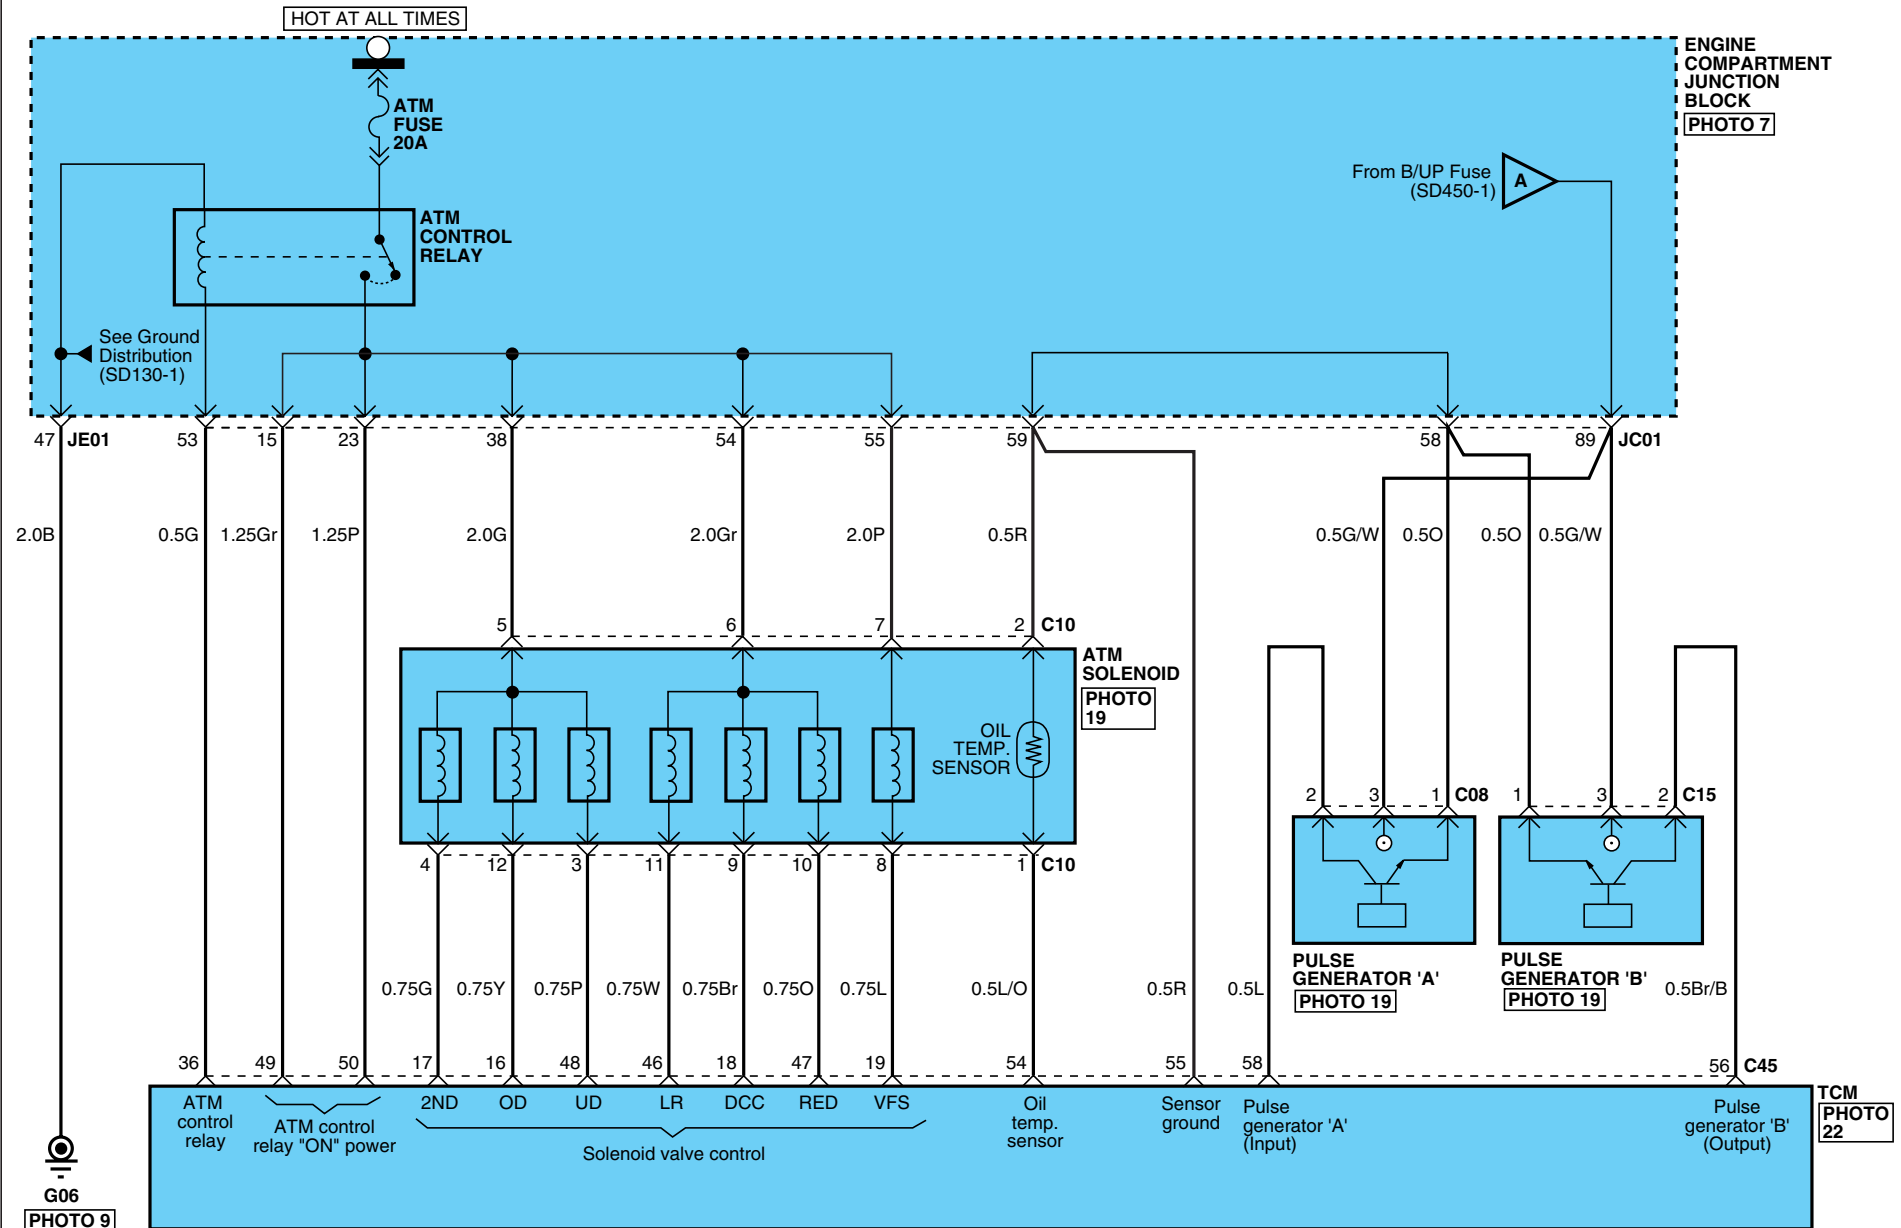 HOT AT ALL TIMES
ENGINE
COMPARTMENT
JUNCTION
BLOCK
PHOTO 7
ATM
FUSE
20A
From B/UP Fuse
(SD450-1)
A
ATM
CONTROL
RELAY
See Ground
Distribution
(SD130-1)
47 JE01 53 15 23 38 54 55 59 58 89 JC01
2.0B 0.5G 1.25Gr 1.25P 2.0G 2.0Gr 2.0P 0.5R 0.5G/W 0.5O 0.5O 0.5G/W
5 6 7 2 C10
ATM
SOLENOID
PHOTO
19
OIL
TEMP.
SENSOR
2 3 1 C08 1 3 2 C15
4 12 3 11 9 10 8 1 C10
PULSE
GENERATOR 'A'
PHOTO 19
PULSE
GENERATOR 'B'
PHOTO 19
0.75G 0.75Y 0.75P 0.75W 0.75Br 0.75O 0.75L 0.5L/O 0.5R 0.5L 0.5Br/B
36 49 50 17 16 48 46 18 47 19 54 55 58 56 C45
TCM
PHOTO
22
ATM
control
relay
ATM control
relay "ON" power
2ND OD UD LR DCC RED VFS
Solenoid valve control
Oil
temp.
sensor
Sensor
ground
Pulse
generator 'A'
(Input)
Pulse
generator 'B'
(Output)
G06
PHOTO 9